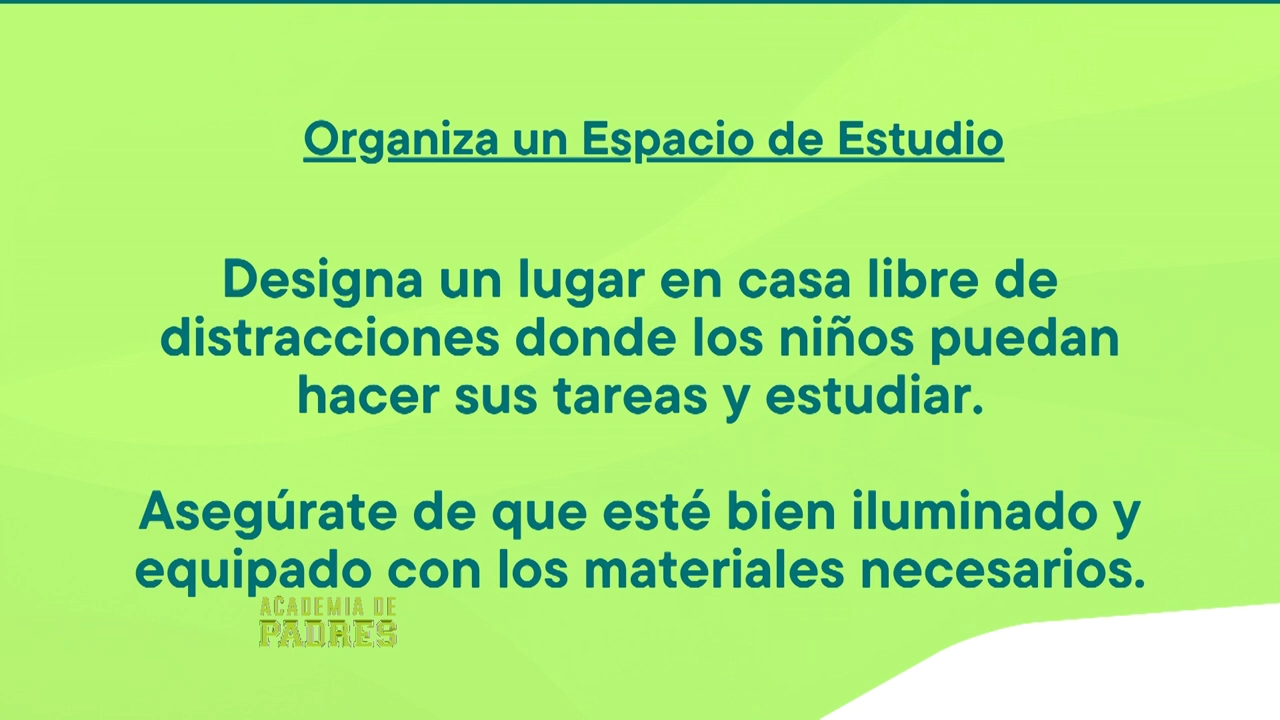 Organiza un Espacio de Estudio
Designa un lugar en casa libre de
distracciones donde los niños puedan
hacer sus tareas y estudiar.
Asegúrate de que esté bien iluminado y
equipado con los materiales necesarios.
ACADEMIA DE
PADRES